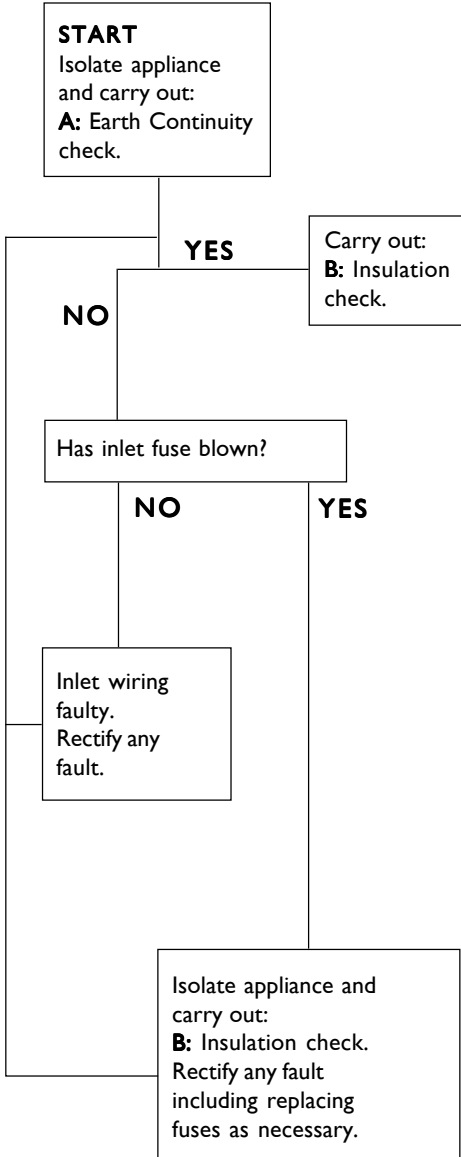 START
Isolate appliance
and carry out:
A: Earth Continuity
check.
YES
Carry out:
B: Insulation
check.
NO
Has inlet fuse blown?
NO
YES
Inlet wiring
faulty.
Rectify any
fault.
Isolate appliance and
carry out:
B: Insulation check.
Rectify any fault
including replacing
fuses as necessary.